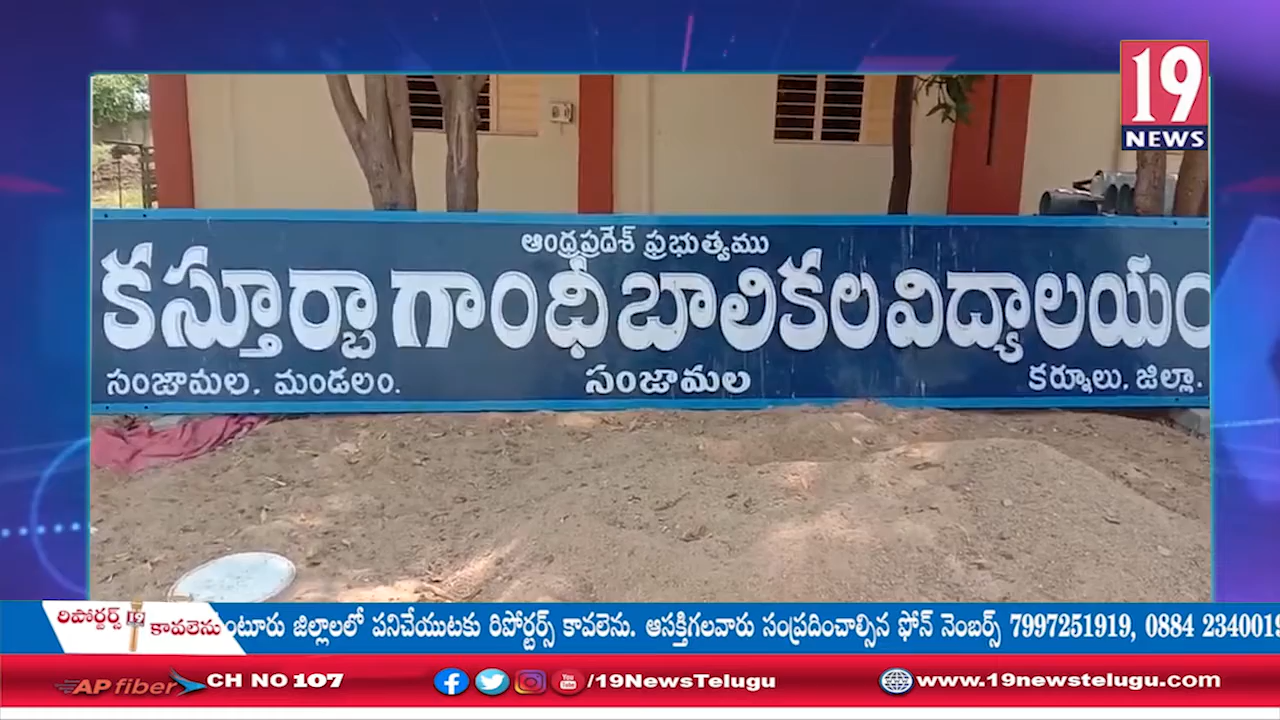 19
NEWS
ఆంధ్రప్రదేశ్ ప్రభుత్వము
కస్తూర్బా గాంధీ బాలికల విద్యాలయం
సంజామల. మండలం. సంజామల కర్నూలు. జిల్లా.
రిపోర్టర్స్ కావలెను
ంటూరు జిల్లాలలో పనిచేయుటకు రిపోర్టర్స్ కావలెను. ఆసక్తిగలవారు సంప్రదించాల్సిన ఫోన్ నెంబర్స్ 7997251919, 0884 2340019
AP fiber CH NO 107 /19NewsTelugu www.19newstelugu.com